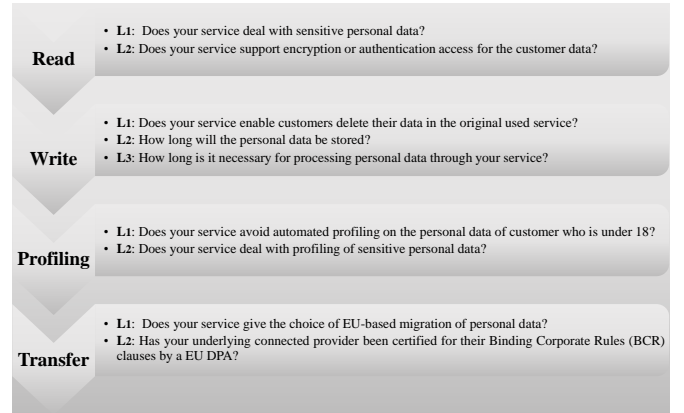 Read
• L1: Does your service deal with sensitive personal data?
• L2: Does your service support encryption or authentication access for the customer data?
Write
• L1: Does your service enable customers delete their data in the original used service?
• L2: How long will the personal data be stored?
• L3: How long is it necessary for processing personal data through your service?
Profiling
• L1: Does your service avoid automated profiling on the personal data of customer who is under 18?
• L2: Does your service deal with profiling of sensitive personal data?
Transfer
• L1: Does your service give the choice of EU-based migration of personal data?
• L2: Has your underlying connected provider been certified for their Binding Corporate Rules (BCR)
clauses by a EU DPA?